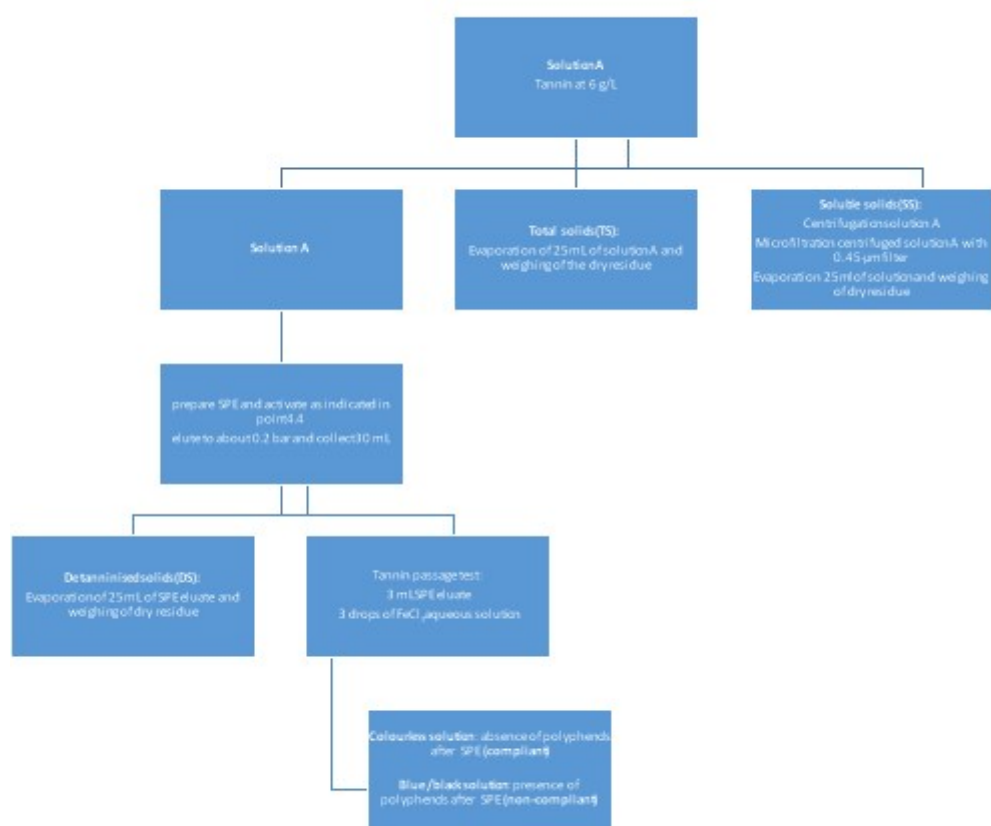 Solution A
Tannin at 6 g/L
Solution A
Total solids (TS):
Evaporation of 25 mL of solution A and
weighing of the dry residue
Soluble solids (SS):
Centrifugation solution A
Microfiltration centrifuged solution A with
0.45-µm filter
Evaporation 25 ml of solution and weighing
of dry residue
prepare SPE and activate as indicated in
point 4.4
elute to about 0.2 bar and collect 30 mL
Detanninised solids (DS):
Evaporation of 25 mL of SPE eluate and
weighing of dry residue
Tannin passage test:
3 mL SPE eluate
3 drops of FeCl3 aqueous solution
Colourless solution: absence of polyphends
after SPE (compliant)
Blue/black solution: presence of
polyphends after SPE (non-compliant)